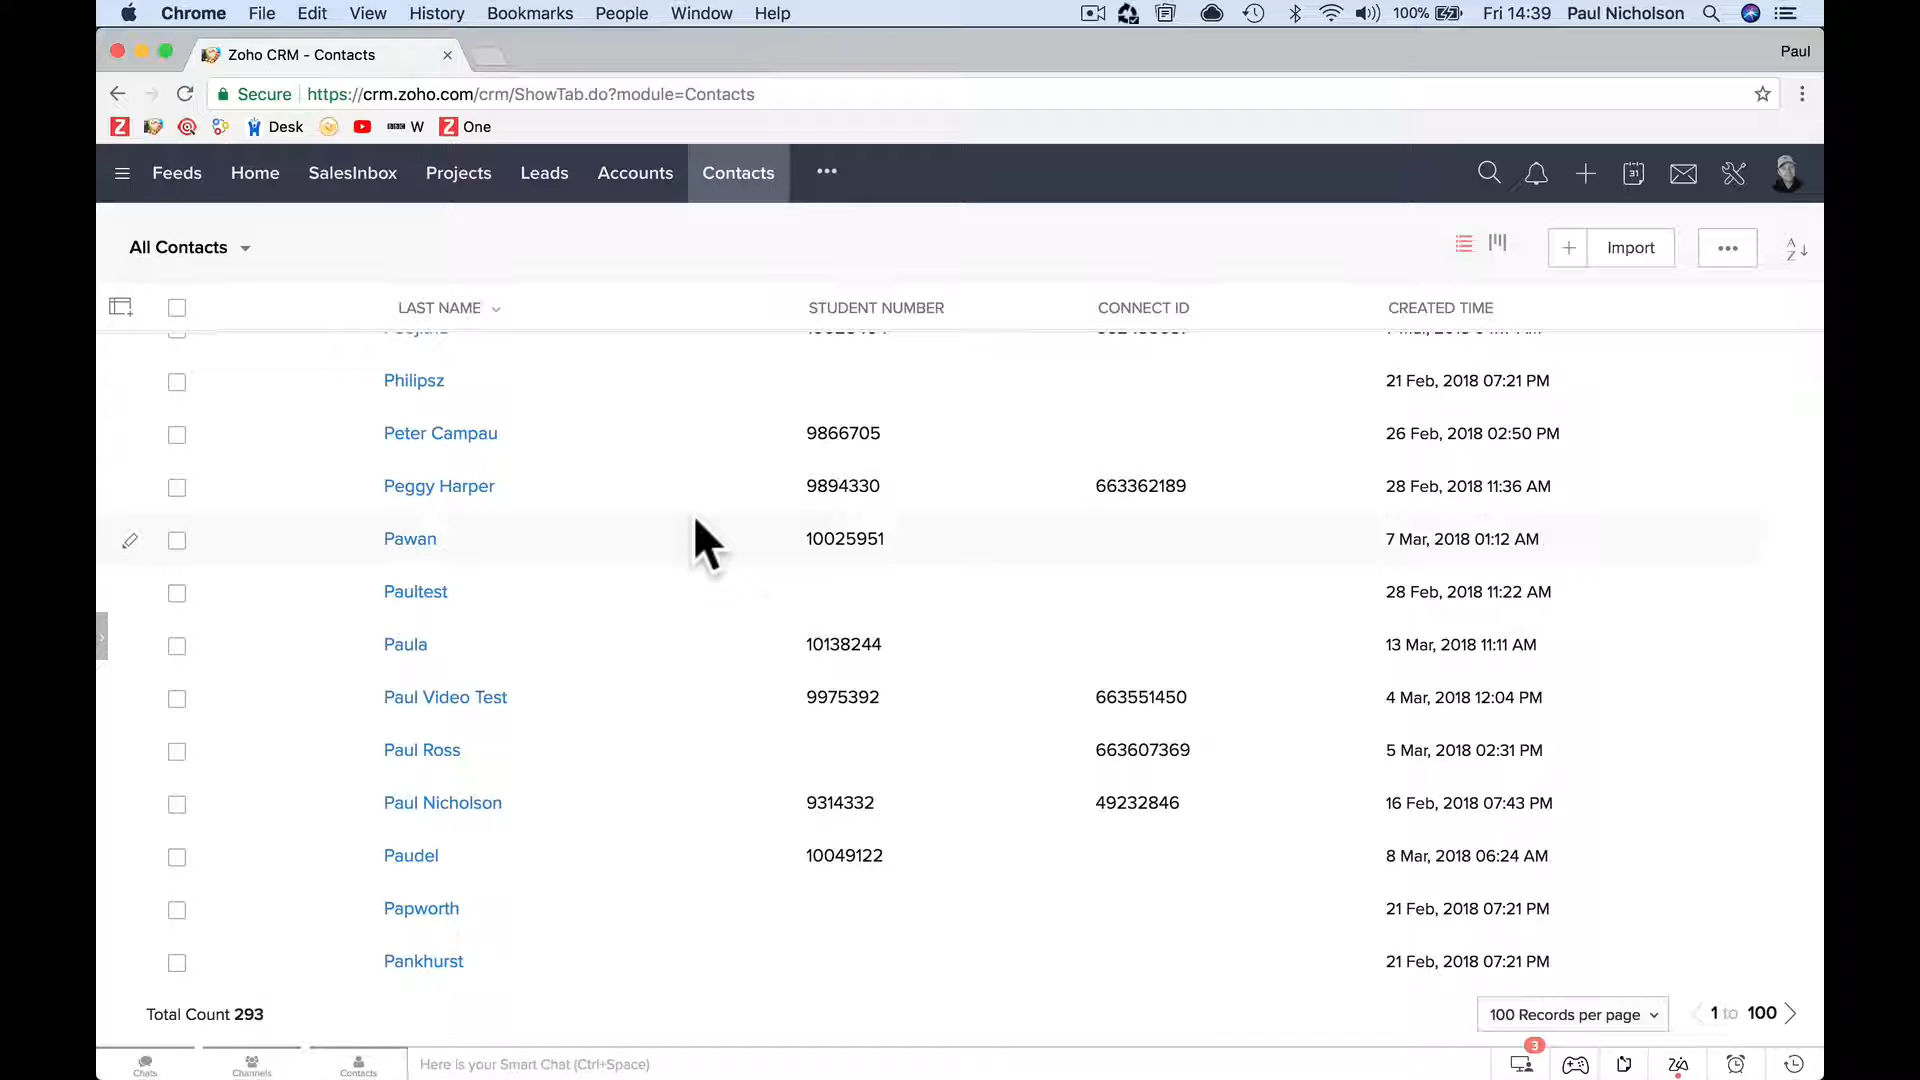 Chrome File Edit View History Bookmarks People Window Help 100% Fri 14:39 Paul Nicholson
Zoho CRM - Contacts Paul
Secure https://crm.zoho.com/crm/ShowTab.do?module=Contacts
Desk BBC W One
Feeds Home SalesInbox Projects Leads Accounts Contacts
All Contacts Import
LAST NAME STUDENT NUMBER CONNECT ID CREATED TIME
Philipsz 21 Feb, 2018 07:21 PM
Peter Campau 9866705 26 Feb, 2018 02:50 PM
Peggy Harper 9894330 663362189 28 Feb, 2018 11:36 AM
Pawan 10025951 7 Mar, 2018 01:12 AM
Paultest 28 Feb, 2018 11:22 AM
Paula 10138244 13 Mar, 2018 11:11 AM
Paul Video Test 9975392 663551450 4 Mar, 2018 12:04 PM
Paul Ross 663607369 5 Mar, 2018 02:31 PM
Paul Nicholson 9314332 49232846 16 Feb, 2018 07:43 PM
Paudel 10049122 8 Mar, 2018 06:24 AM
Papworth 21 Feb, 2018 07:21 PM
Pankhurst 21 Feb, 2018 07:21 PM
Total Count 293 100 Records per page 1 to 100
Chats Channels Contacts Here is your Smart Chat (Ctrl+Space) 3